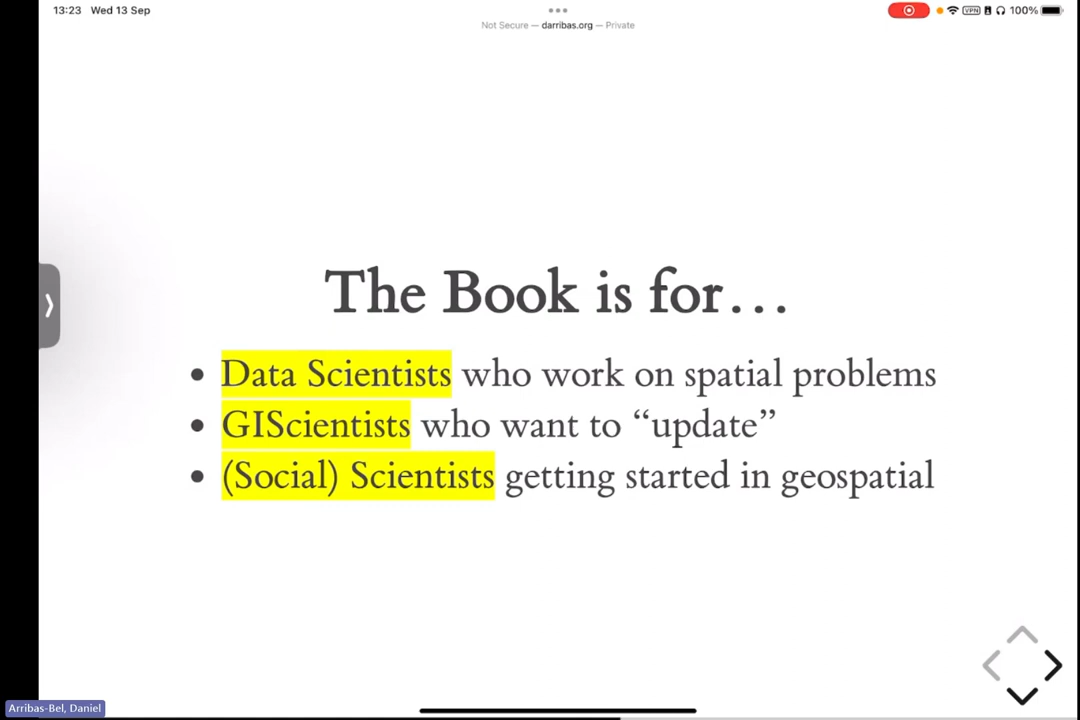 13:23 Wed 13 Sep
VPN 100%
Not Secure — darribas.org — Private
The Book is for…
• Data Scientists who work on spatial problems
• GIScientists who want to “update”
• (Social) Scientists getting started in geospatial
Arribas-Bel, Daniel